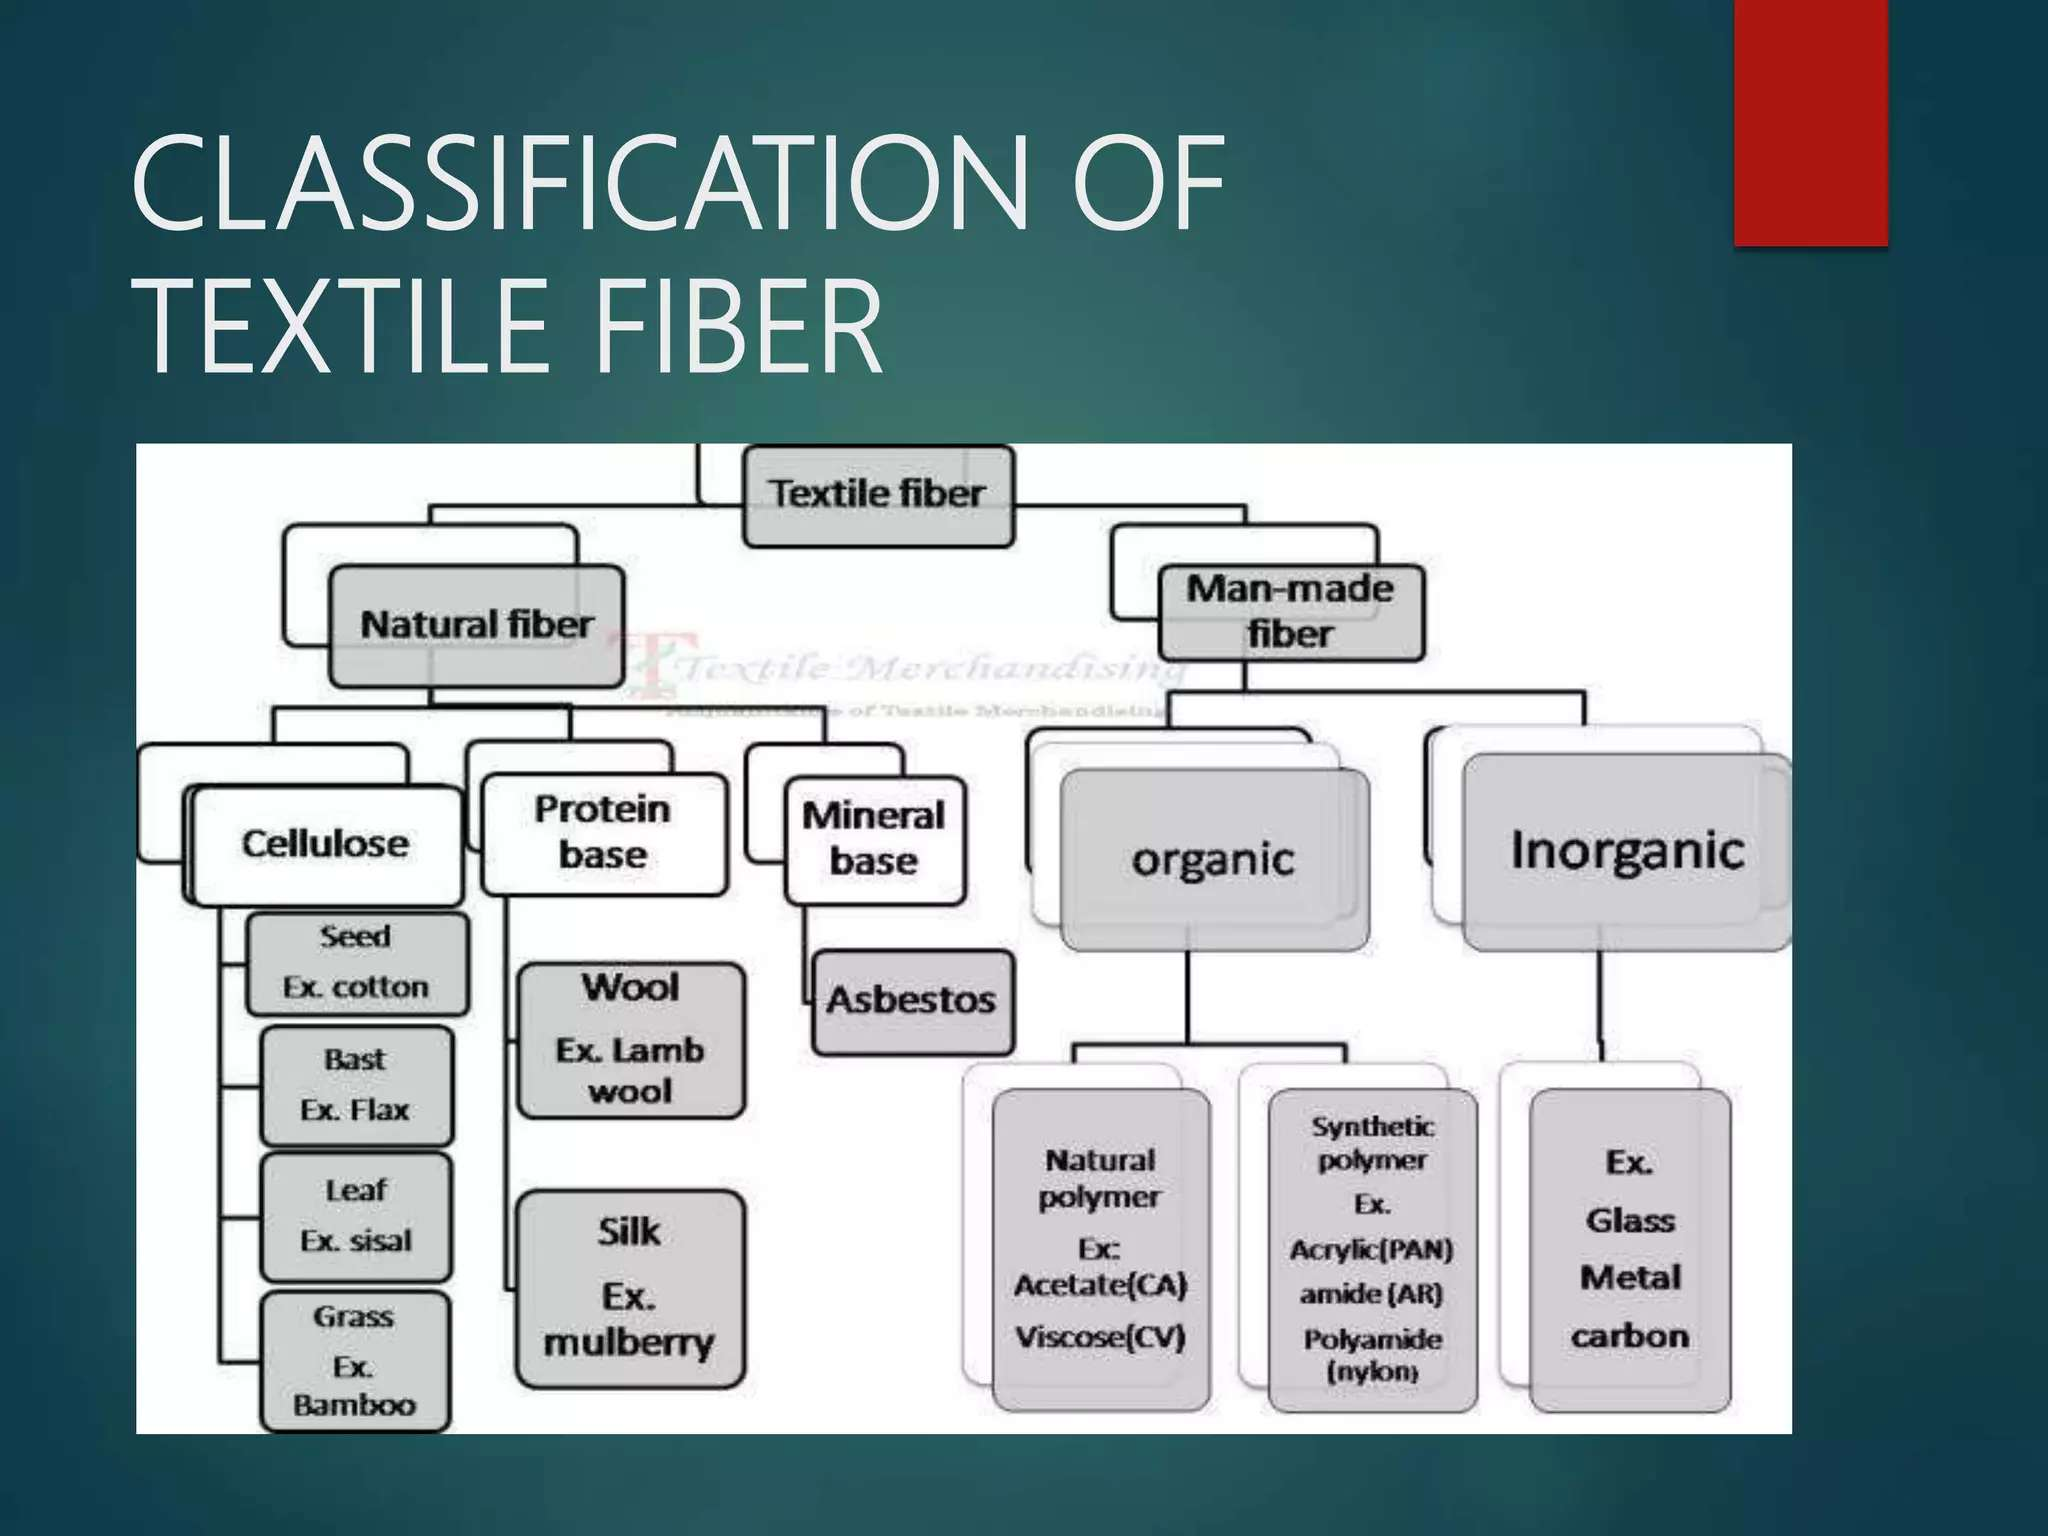 CLASSIFICATION OF
TEXTILE FIBER
Textile fiber
Natural fiber
Man-made
fiber
Textile Merchandising
of Textile Merchandising
Cellulose
Protein
base
Mineral
base
organic
Inorganic
Seed
Ex. cotton
Bast
Ex. Flax
Leaf
Ex. sisal
Grass
Ex.
Bamboo
Wool
Ex. Lamb
wool
Silk
Ex.
mulberry
Asbestos
Natural
polymer
Ex:
Acetate(CA)
Viscose(CV)
Synthetic
polymer
Ex.
Acrylic(PAN)
amide (AR)
Polyamide
(nylon)
Ex.
Glass
Metal
carbon